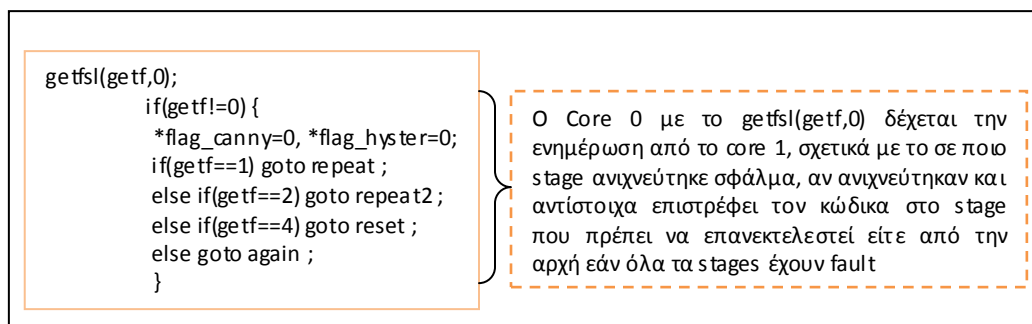 getfsl(getf,0);
if(getf!=0) {
*flag_canny=0, *flag_hyster=0;
if(getf==1) goto repeat ;
else if(getf==2) goto repeat2 ;
else if(getf==4) goto reset ;
else goto again ;
}
Ο Core 0 με το getfsl(getf,0) δέχεται την
ενημέρωση από το core 1, σχετικά με το σε ποιο
stage ανιχνεύτηκε σφάλμα, αν ανιχνεύτηκαν και
αντίστοιχα επιστρέφει τον κώδικα στο stage
που πρέπει να επανεκτελεστεί είτε από την
αρχή εάν όλα τα stages έχουν fault